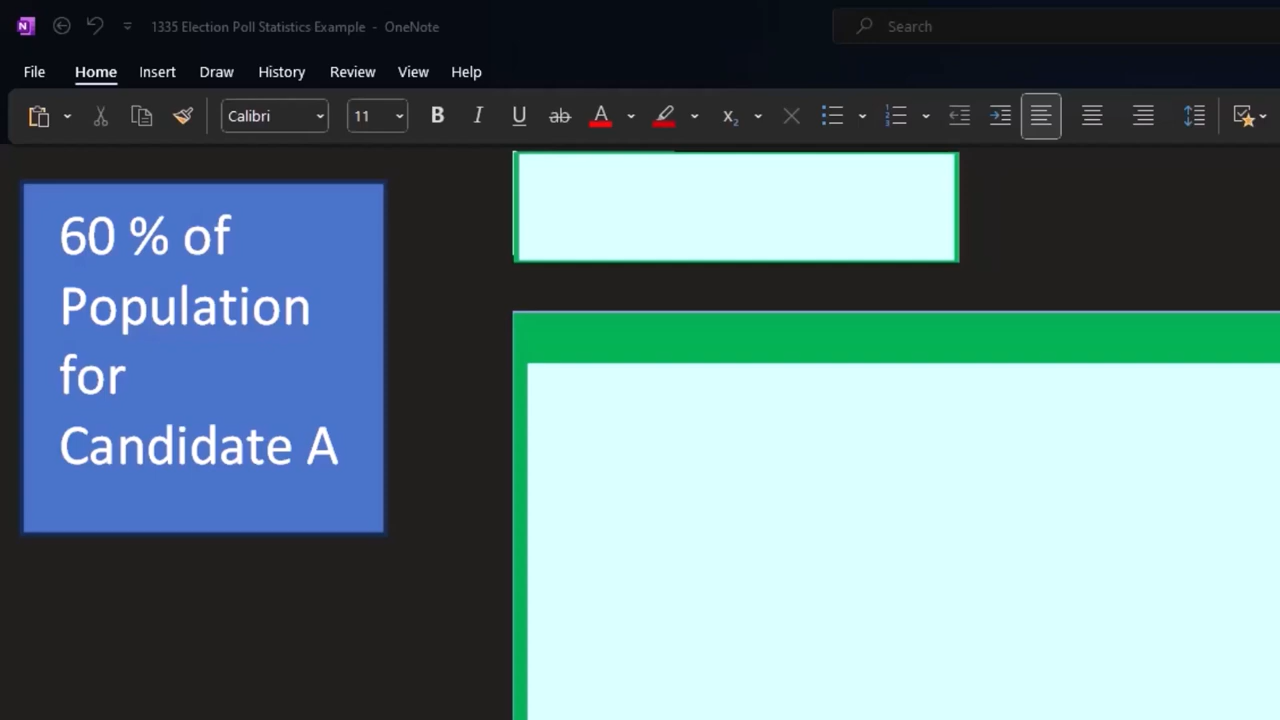 1335 Election Poll Statistics Example - OneNote
Search
File Home Insert Draw History Review View Help
Calibri 11 B I U ab A x₂
60 % of
Population
for
Candidate A